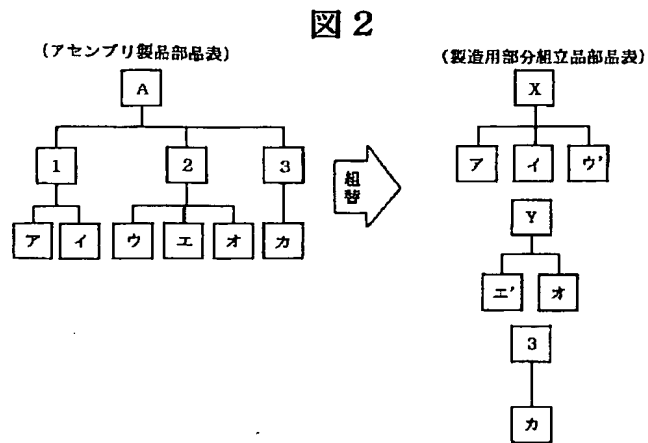 図2
(アセンブリ製品部品表)
A
1 2 3
ア イ ウ エ オ カ
組替
(製造用部分組立品部品表)
X
ア イ ウ'
Y
エ' オ
3
カ